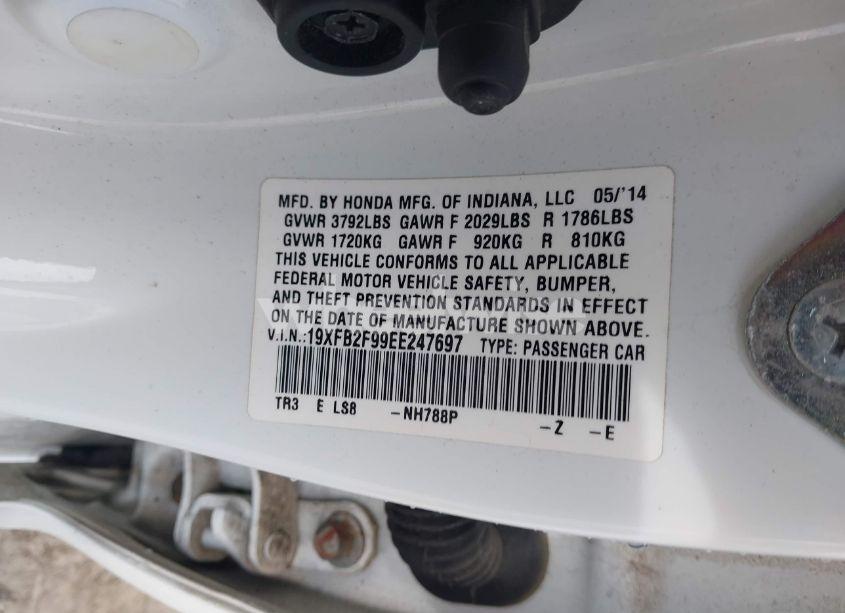 MFD. BY HONDA MFG. OF INDIANA, LLC 05/'14
GVWR 3792LBS GAWR F 2029LBS R 1786LBS
GVWR 1720KG GAWR F 920KG R 810KG
THIS VEHICLE CONFORMS TO ALL APPLICABLE
FEDERAL MOTOR VEHICLE SAFETY, BUMPER,
AND THEFT PREVENTION STANDARDS IN EFFECT
ON THE DATE OF MANUFACTURE SHOWN ABOVE.
V.I.N.:19XFB2F99EE247697 TYPE: PASSENGER CAR
TR3 E LS8 -NH788P -Z -E